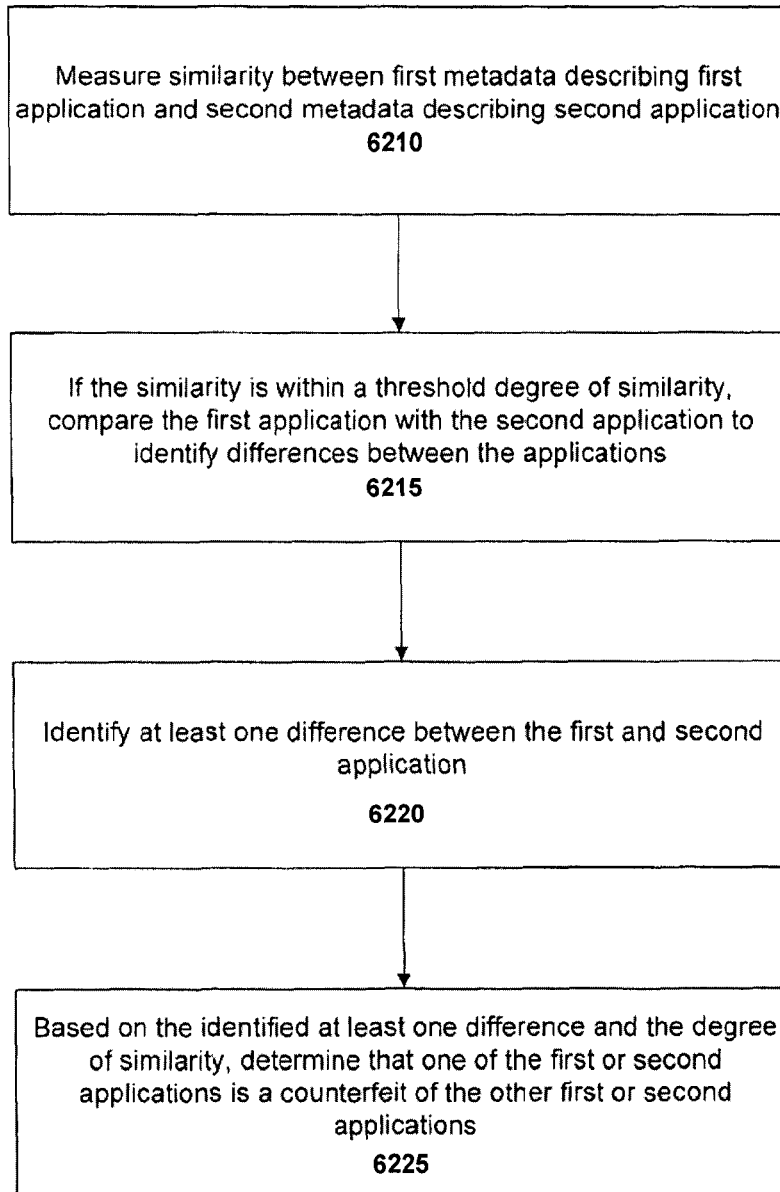 Measure similarity between first metadata describing first
application and second metadata describing second application
6210
If the similarity is within a threshold degree of similarity,
compare the first application with the second application to
identify differences between the applications
6215
Identify at least one difference between the first and second
application
6220
Based on the identified at least one difference and the degree
of similarity, determine that one of the first or second
applications is a counterfeit of the other first or second
applications
6225